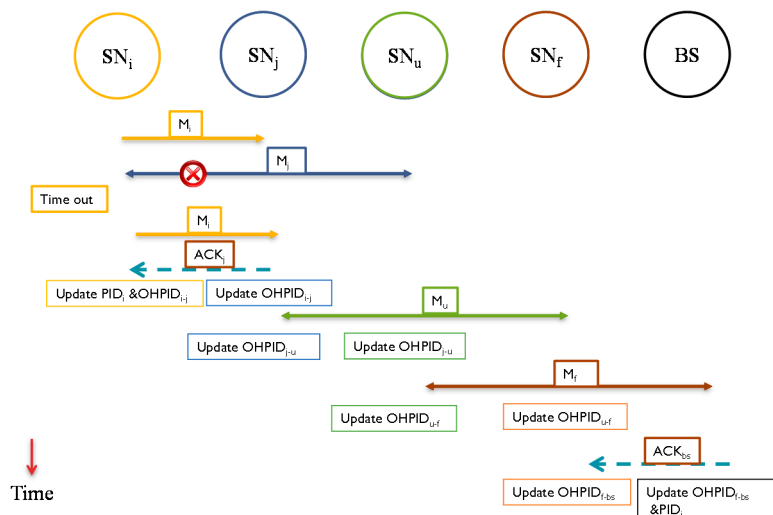 SNi SNj SNu SNf BS
Mi
Mj
Time out
Mi
ACKj
Update PIDi &OHPIDi-j Update OHPIDi-j
Mu
Update OHPIDj-u Update OHPIDj-u
Mf
Update OHPIDu-f Update OHPIDu-f
ACKbs
Time
Update OHPIDf-bs Update OHPIDf-bs
&PIDi